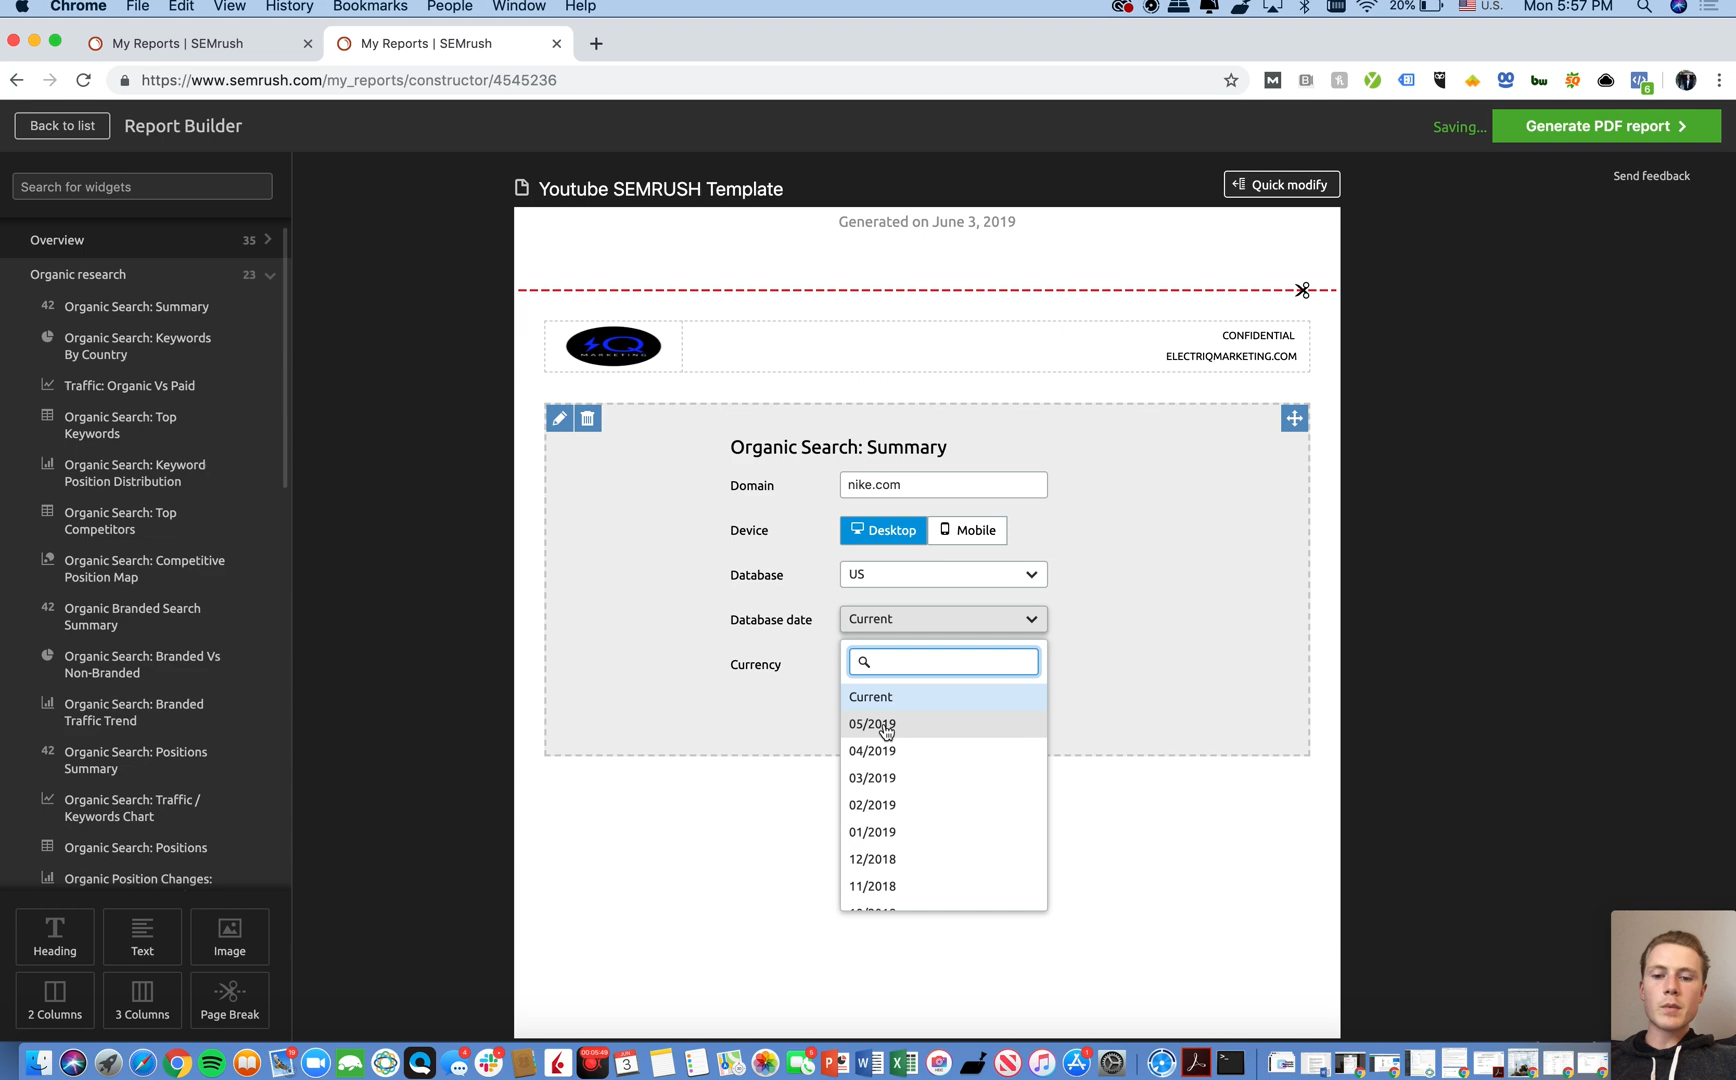 Chrome File Edit View History Bookmarks People Window Help
20% U.S. Mon 5:57 PM
My Reports | SEMrush
My Reports | SEMrush
https://www.semrush.com/my_reports/constructor/4545236
Back to list
Report Builder
Saving...
Generate PDF report
Search for widgets
Send feedback
Youtube SEMRUSH Template
Quick modify
Generated on June 3, 2019
Overview 35
Organic research 23
42 Organic Search: Summary
Organic Search: Keywords
By Country
Traffic: Organic Vs Paid
Organic Search: Top
Keywords
Organic Search: Keyword
Position Distribution
Organic Search: Top
Competitors
Organic Search: Competitive
Position Map
42 Organic Branded Search
Summary
Organic Search: Branded Vs
Non-Branded
Organic Search: Branded
Traffic Trend
42 Organic Search: Positions
Summary
Organic Search: Traffic /
Keywords Chart
Organic Search: Positions
Organic Position Changes:
Heading
Text
Image
2 Columns
3 Columns
Page Break
Q
MARKETING
CONFIDENTIAL
ELECTRIQMARKETING.COM
Organic Search: Summary
Domain nike.com
Device Desktop Mobile
Database US
Database date Current
Currency
Current
05/2019
04/2019
03/2019
02/2019
01/2019
12/2018
11/2018
00:05:49